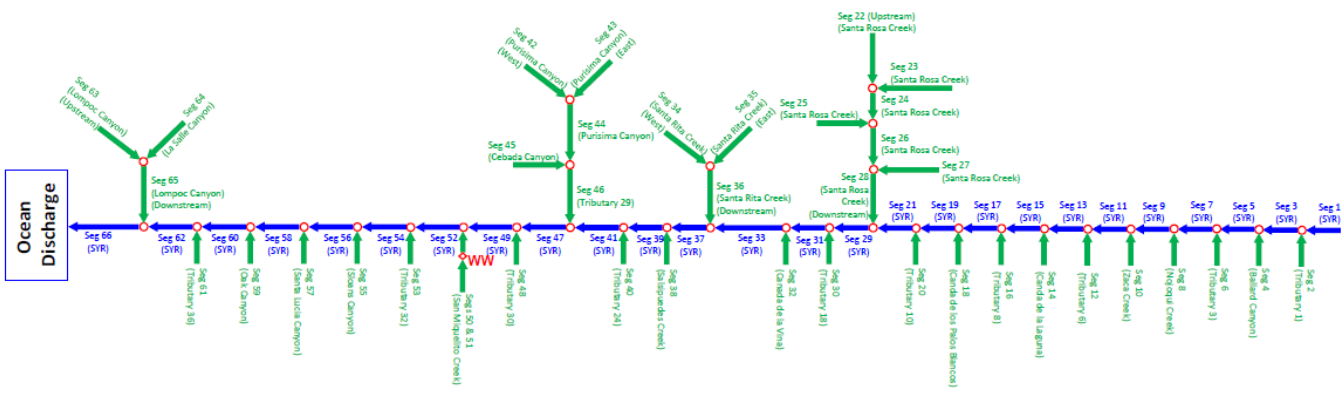 Seg 22 (Upstream)
(Santa Rosa Creek)
Seg 42
(Purisima Canyon)
(West)
Seg 43
(Purisima Canyon)
(East)
Seg 23
(Santa Rosa Creek)
Seg 63
(Lompoc Canyon)
(Upstream)
Seg 64
(La Salle Canyon)
Seg 34
(Santa Rita Creek)
(West)
Seg 35
(Santa Rita Creek)
(East)
Seg 25
(Santa Rosa Creek)
Seg 24
(Santa Rosa Creek)
Seg 44
(Purisima Canyon)
Seg 26
(Santa Rosa Creek)
Seg 45
(Cebada Canyon)
Seg 27
(Santa Rosa Creek)
Seg 65
(Lompoc Canyon)
(Downstream)
Seg 46
(Tributary 29)
Seg 36
(Santa Rita Creek)
(Downstream)
Seg 28
(Santa Rosa
Creek)
(Downstream)
Ocean
Discharge
Seg 66
(SYR)
Seg 62
(SYR)
Seg 60
(SYR)
Seg 58
(SYR)
Seg 56
(SYR)
Seg 54
(SYR)
Seg 52
(SYR)
Seg 49
(SYR)
Seg 47
(SYR)
Seg 41
(SYR)
Seg 39
(SYR)
Seg 37
(SYR)
Seg 33
(SYR)
Seg 31
(SYR)
Seg 29
(SYR)
Seg 21
(SYR)
Seg 19
(SYR)
Seg 17
(SYR)
Seg 15
(SYR)
Seg 13
(SYR)
Seg 11
(SYR)
Seg 9
(SYR)
Seg 7
(SYR)
Seg 5
(SYR)
Seg 3
(SYR)
Seg 1
(SYR)
WW
Seg 61
(Tributary 36)
Seg 59
(Oak Canyon)
Seg 57
(Santa Lucia Canyon)
Seg 55
(Sloans Canyon)
Seg 53
(Tributary 32)
Segs 50 & 51
(San Miquelito Creek)
Seg 48
(Tributary 30)
Seg 40
(Tributary 24)
Seg 38
(Salsipuedes Creek)
Seg 32
(Canada de la Vina)
Seg 30
(Tributary 18)
Seg 20
(Tributary 10)
Seg 18
(Canda de los Palos Blancos)
Seg 16
(Tributary 8)
Seg 14
(Canda de la Laguna)
Seg 12
(Tributary 6)
Seg 10
(Zaca Creek)
Seg 8
(Nojoqui Creek)
Seg 6
(Tributary 3)
Seg 4
(Ballard Canyon)
Seg 2
(Tributary 1)